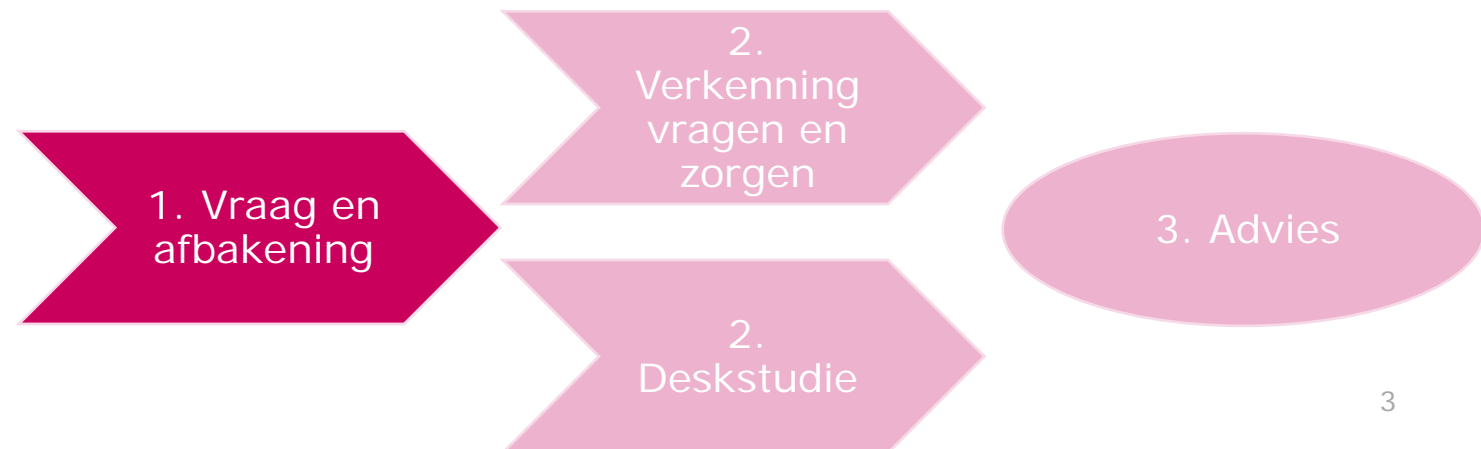 1. Vraag en
afbakening
2.
Verkenning
vragen en
zorgen
2.
Deskstudie
3. Advies
3